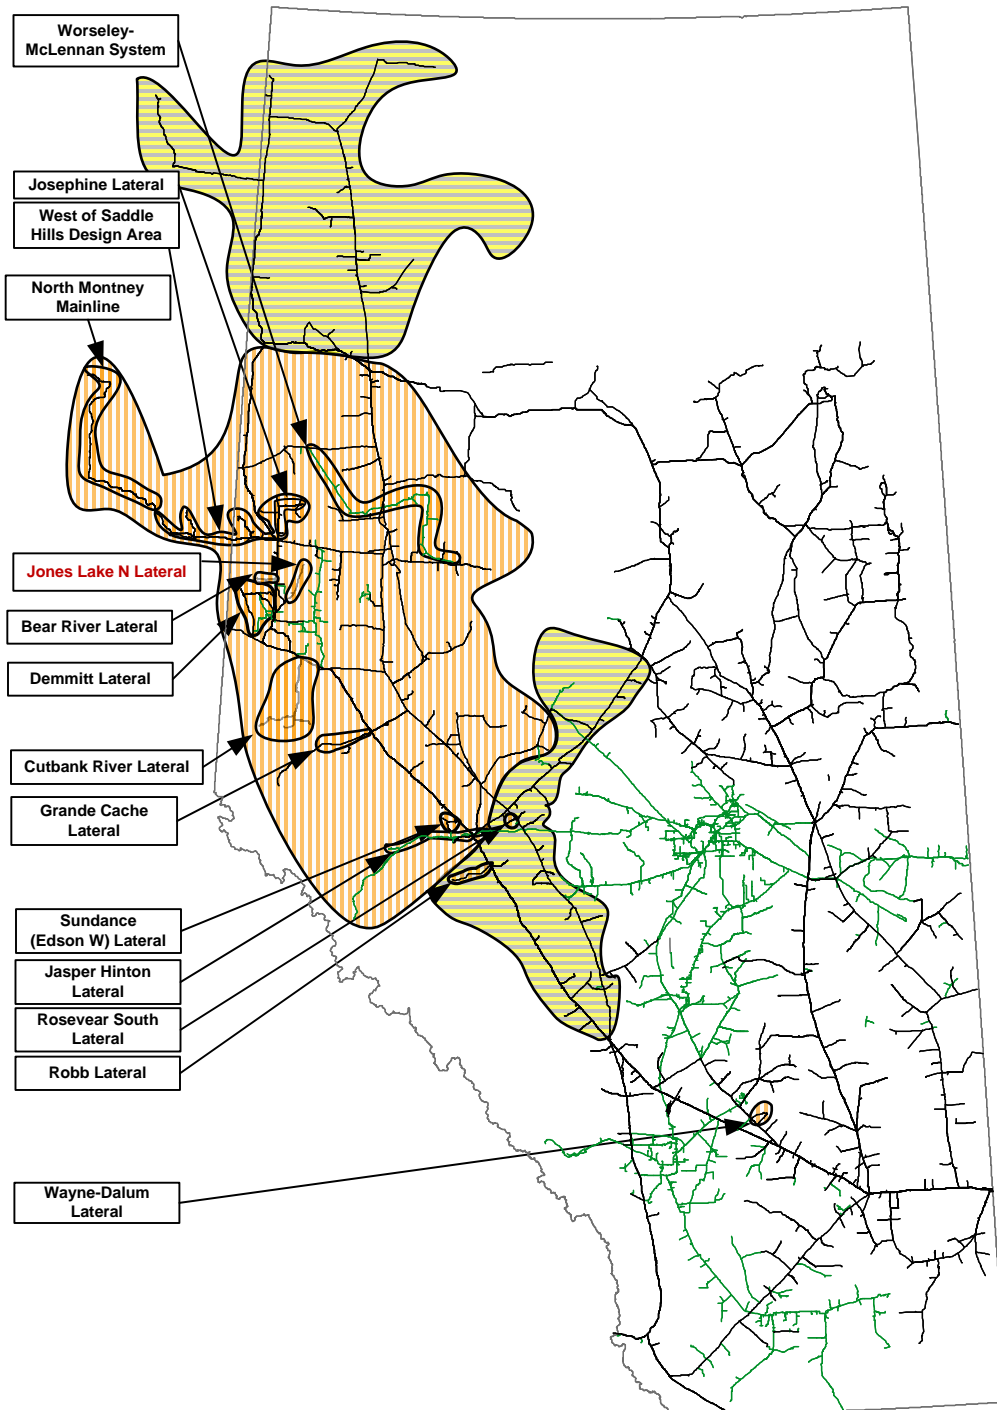 Worseley-
McLennan System
Josephine Lateral
West of Saddle
Hills Design Area
North Montney
Mainline
Jones Lake N Lateral
Bear River Lateral
Demmitt Lateral
Cutbank River Lateral
Grande Cache
Lateral
Sundance
(Edson W) Lateral
Jasper Hinton
Lateral
Rosevear South
Lateral
Robb Lateral
Wayne-Dalum
Lateral